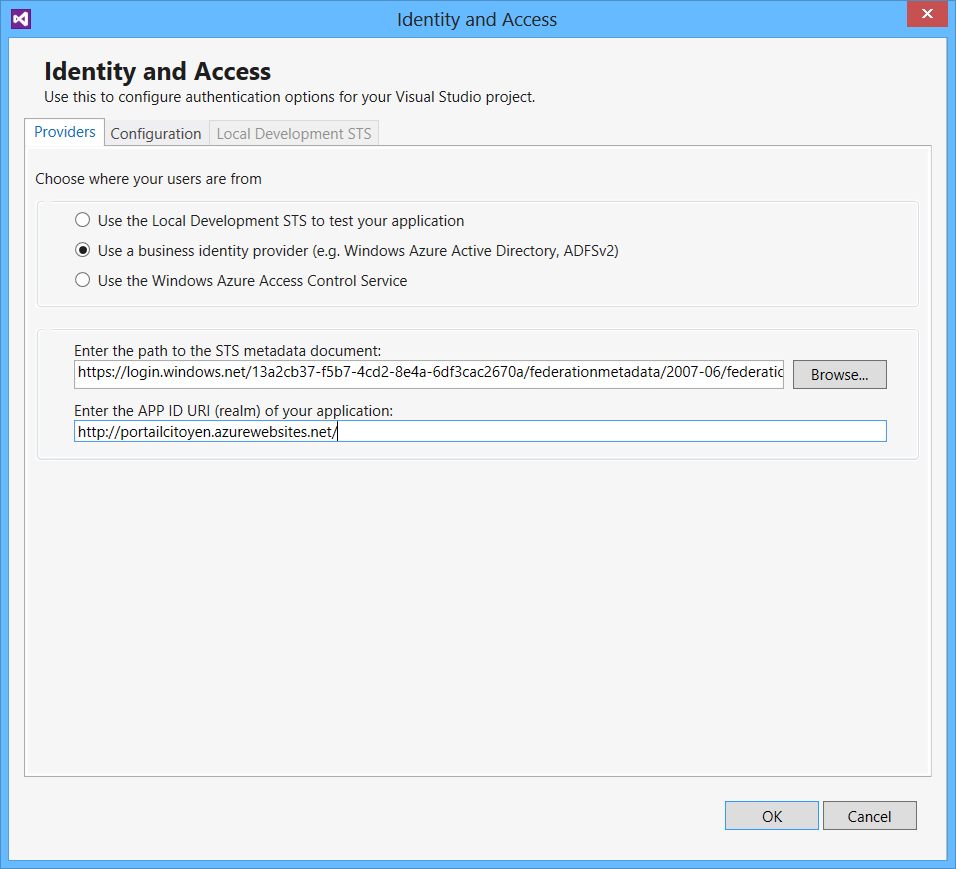 Identity and Access
Identity and Access
Use this to configure authentication options for your Visual Studio project.
Providers
Configuration
Local Development STS
Choose where your users are from
Use the Local Development STS to test your application
Use a business identity provider (e.g. Windows Azure Active Directory, ADFSv2)
Use the Windows Azure Access Control Service
Enter the path to the STS metadata document:
https://login.windows.net/13a2cb37-f5b7-4cd2-8e4a-6df3cac2670a/federationmetadata/2007-06/federatic
Browse...
Enter the APP ID URI (realm) of your application:
http://portailcitoyen.azurewebsites.net/
OK
Cancel